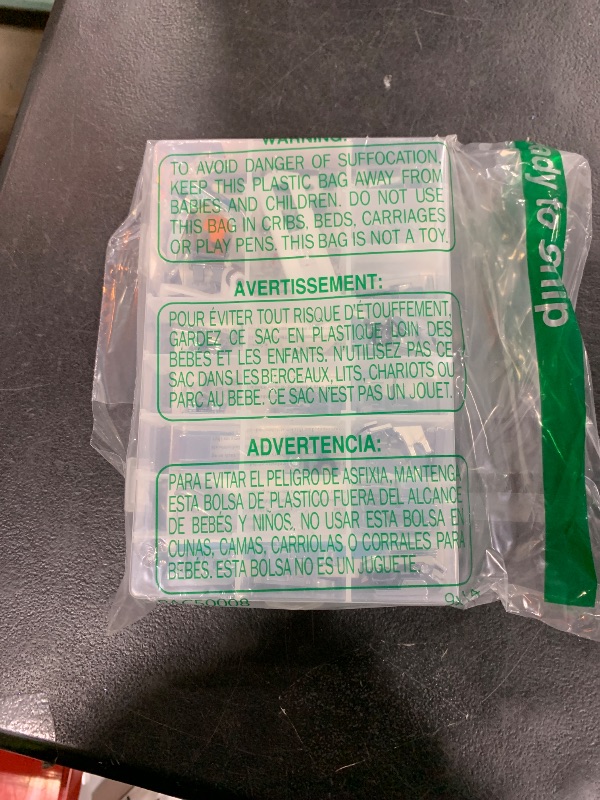 WARNING:
TO AVOID DANGER OF SUFFOCATION,
KEEP THIS PLASTIC BAG AWAY FROM
BABIES AND CHILDREN. DO NOT USE
THIS BAG IN CRIBS, BEDS, CARRIAGES
OR PLAY PENS. THIS BAG IS NOT A TOY.
AVERTISSEMENT:
POUR ÉVITER TOUT RISQUE D'ÉTOUFFEMENT,
GARDEZ CE SAC EN PLASTIQUE LOIN DES
BÉBÉS ET LES ENFANTS. N'UTILISEZ PAS CE
SAC DANS LES BERCEAUX, LITS, CHARIOTS OU
PARC AU BEBE. CE SAC N'EST PAS UN JOUET.
ADVERTENCIA:
PARA EVITAR EL PELIGRO DE ASFIXIA, MANTENGA
ESTA BOLSA DE PLASTICO FUERA DEL ALCANCE
DE BEBÉS Y NIÑOS. NO USAR ESTA BOLSA EN
CUNAS, CAMAS, CARRIOLAS O CORRALES PARA
BEBÉS. ESTA BOLSA NO ES UN JUGUETE.
ady to ship